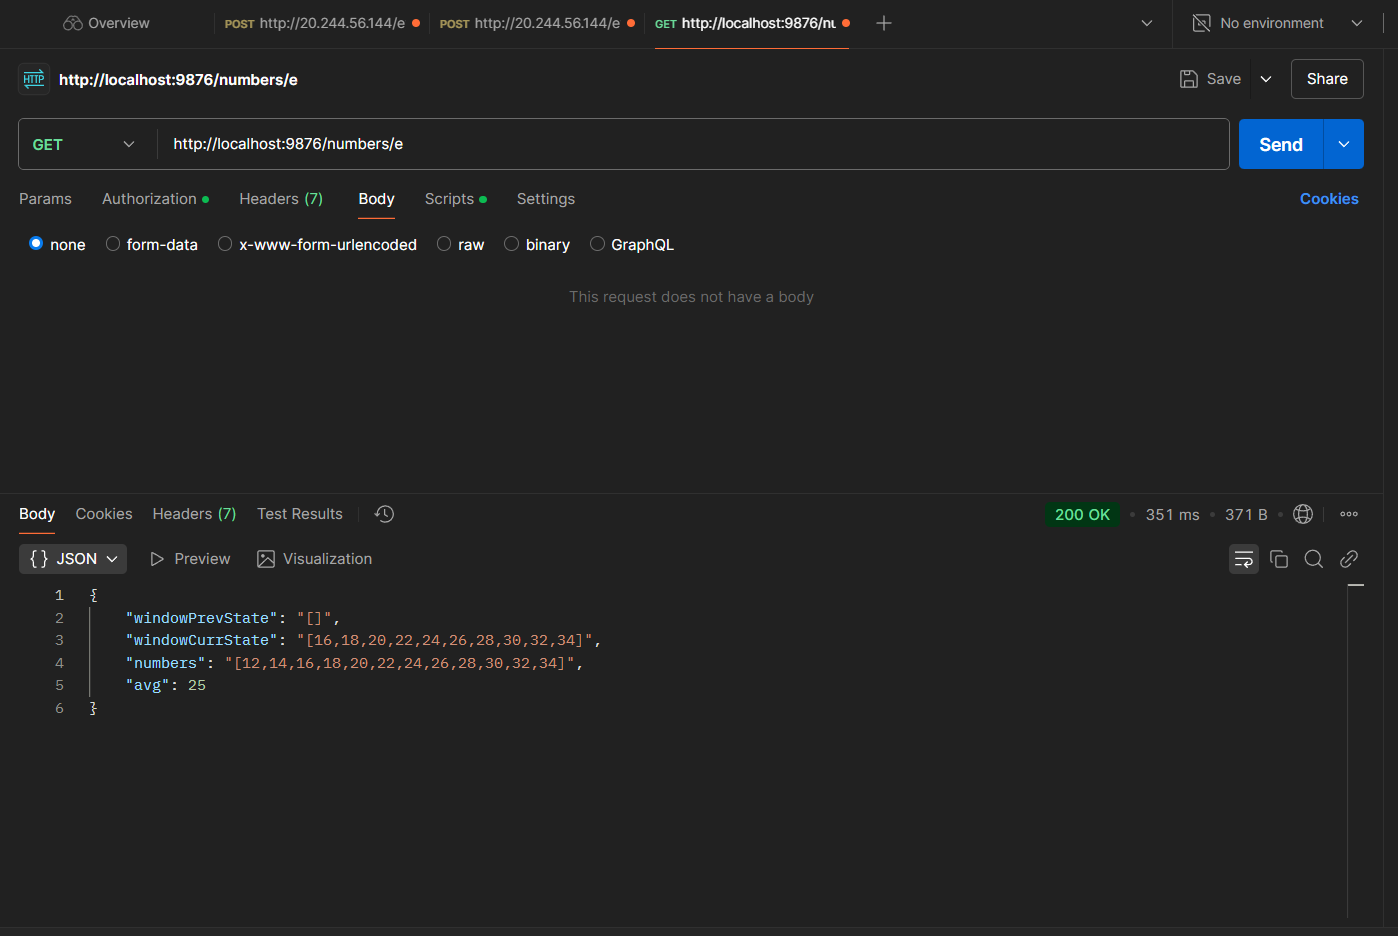 Overview
POST http://20.244.56.144/e
POST http://20.244.56.144/e
GET http://localhost:9876/nu
No environment
HTTP
http://localhost:9876/numbers/e
Save
Share
GET
http://localhost:9876/numbers/e
Send
Params Authorization Headers (7) Body Scripts Settings Cookies
none form-data x-www-form-urlencoded raw binary GraphQL
This request does not have a body
Body Cookies Headers (7) Test Results 200 OK 351 ms 371 B
{} JSON Preview Visualization
1 {
2 "windowPrevState": "[]",
3 "windowCurrState": "[16,18,20,22,24,26,28,30,32,34]",
4 "numbers": "[12,14,16,18,20,22,24,26,28,30,32,34]",
5 "avg": 25
6 }